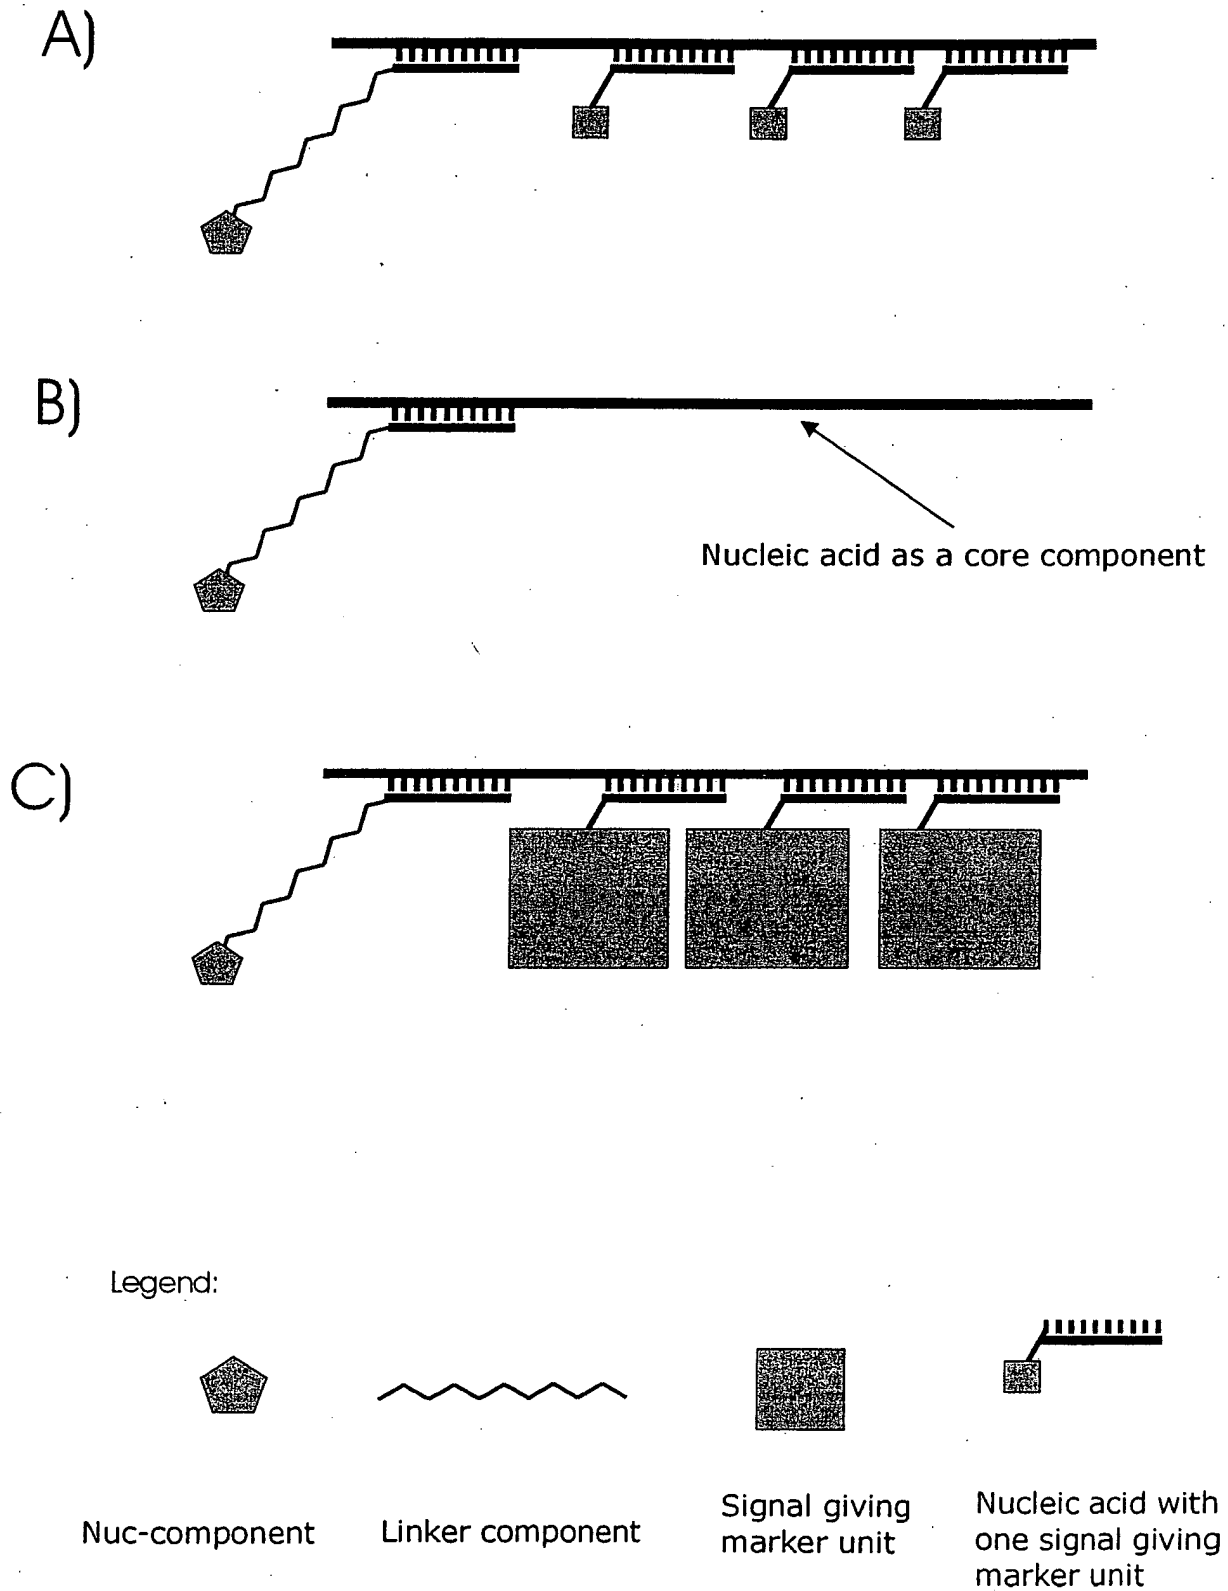 A)
B)
Nucleic acid as a core component
C)
Legend:
Nuc-component
Linker component
Signal giving
marker unit
Nucleic acid with
one signal giving
marker unit